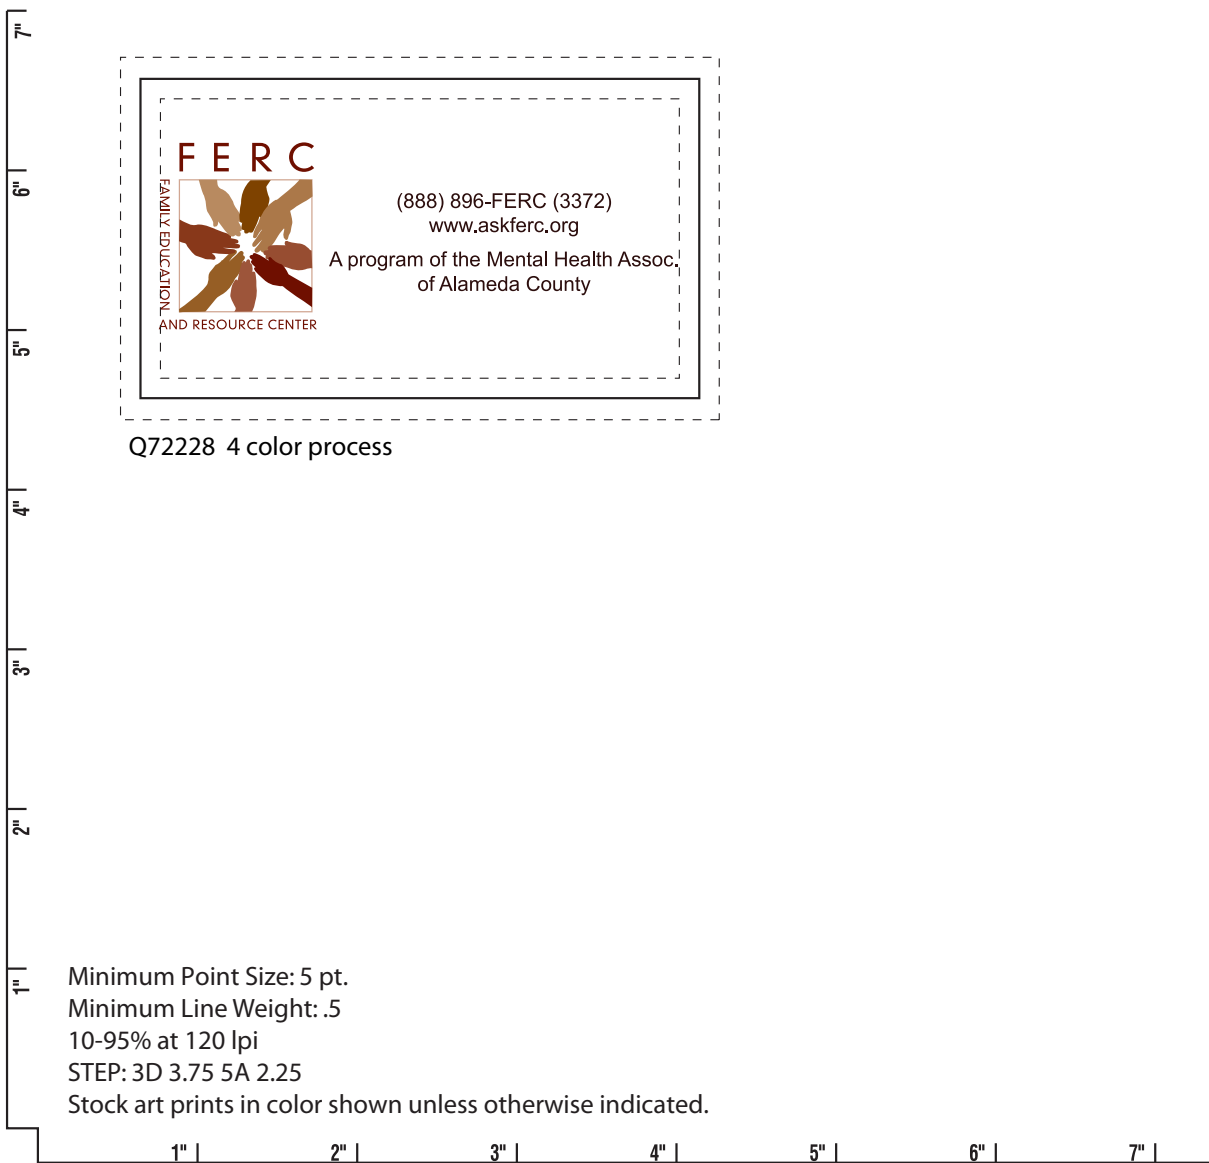 7"
F E R C
FAMILY EDUCATION
AND RESOURCE CENTER
(888) 896-FERC (3372)
www.askferc.org
A program of the Mental Health Assoc.
of Alameda County
6"
5"
Q72228  4 color process
4"
3"
2"
1"
Minimum Point Size: 5 pt.
Minimum Line Weight: .5
10-95% at 120 lpi
STEP: 3D 3.75 5A 2.25
Stock art prints in color shown unless otherwise indicated.
1" 2" 3" 4" 5" 6" 7"